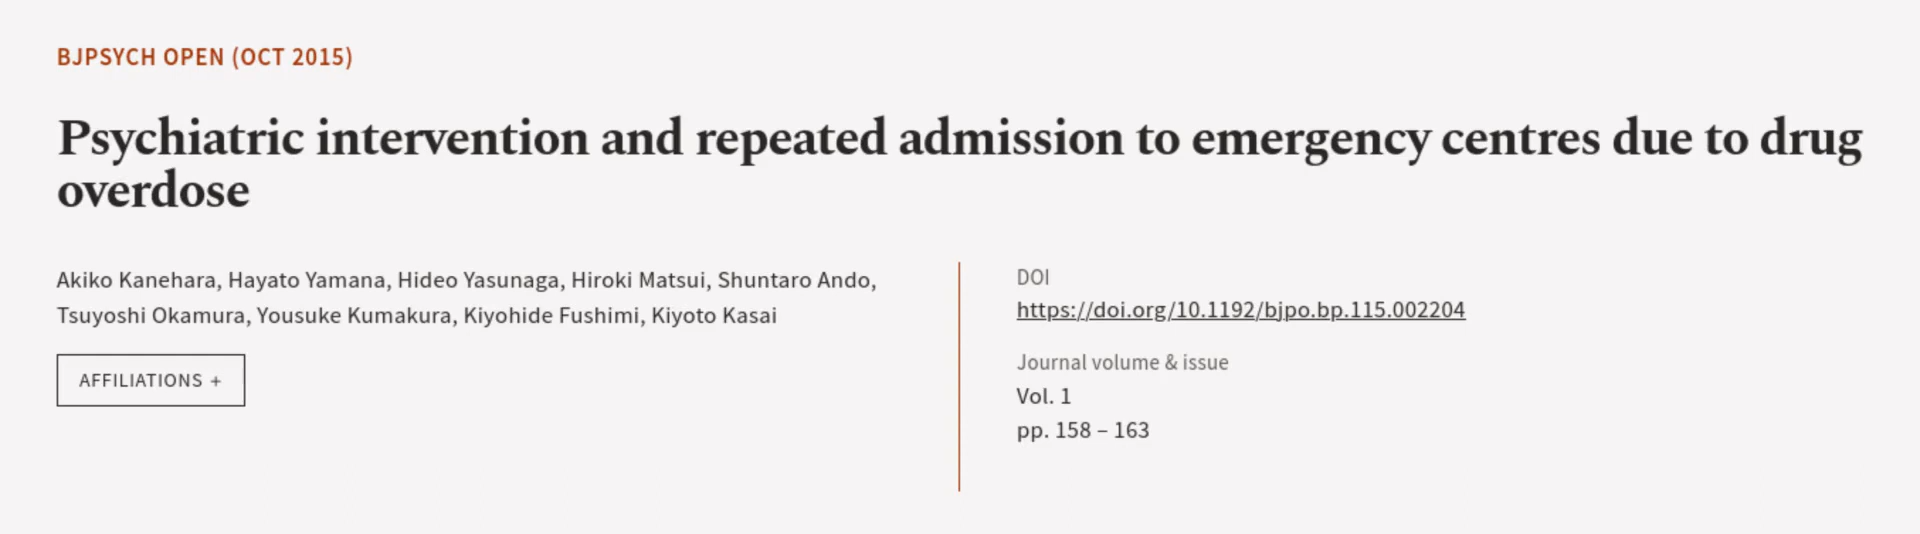 BJPSYCH OPEN (OCT 2015)
Psychiatric intervention and repeated admission to emergency centres due to drug
overdose
Akiko Kanehara, Hayato Yamana, Hideo Yasunaga, Hiroki Matsui, Shuntaro Ando,
Tsuyoshi Okamura, Yousuke Kumakura, Kiyohide Fushimi, Kiyoto Kasai
AFFILIATIONS +
DOI
https://doi.org/10.1192/bjpo.bp.115.002204
Journal volume & issue
Vol. 1
pp. 158 – 163